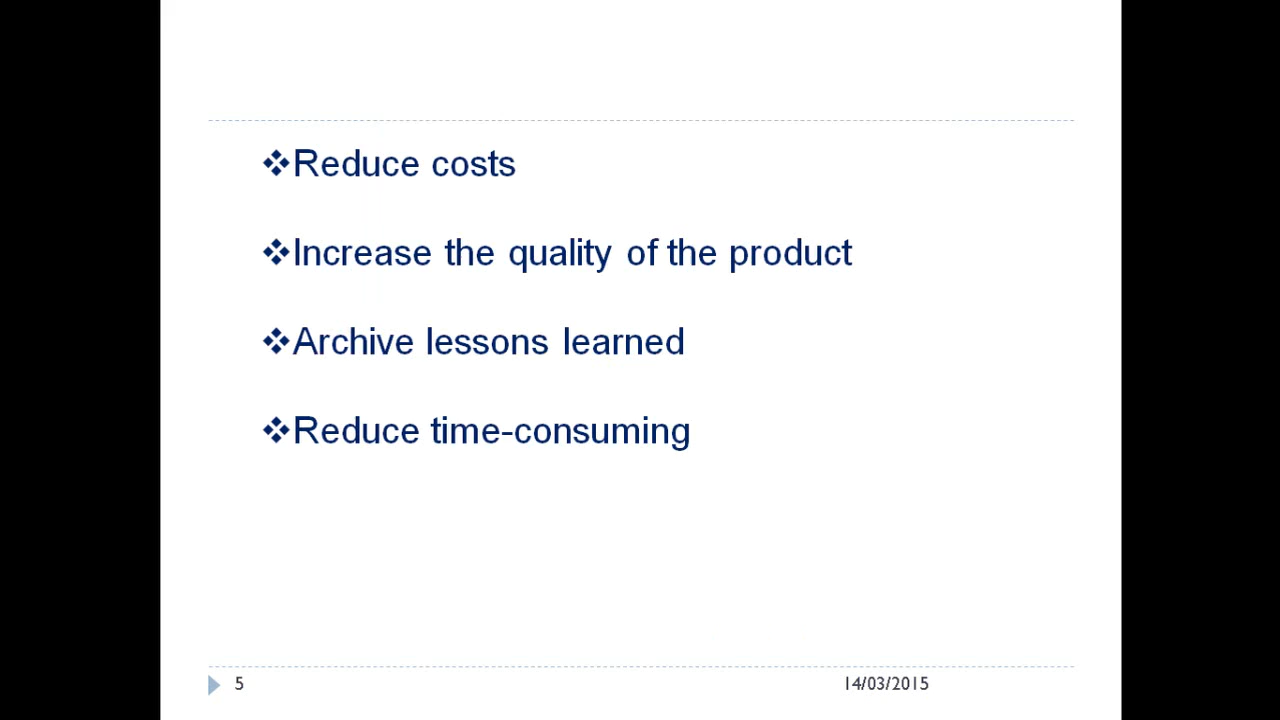 ❖Reduce costs
❖Increase the quality of the product
❖Archive lessons learned
❖Reduce time-consuming
5
14/03/2015